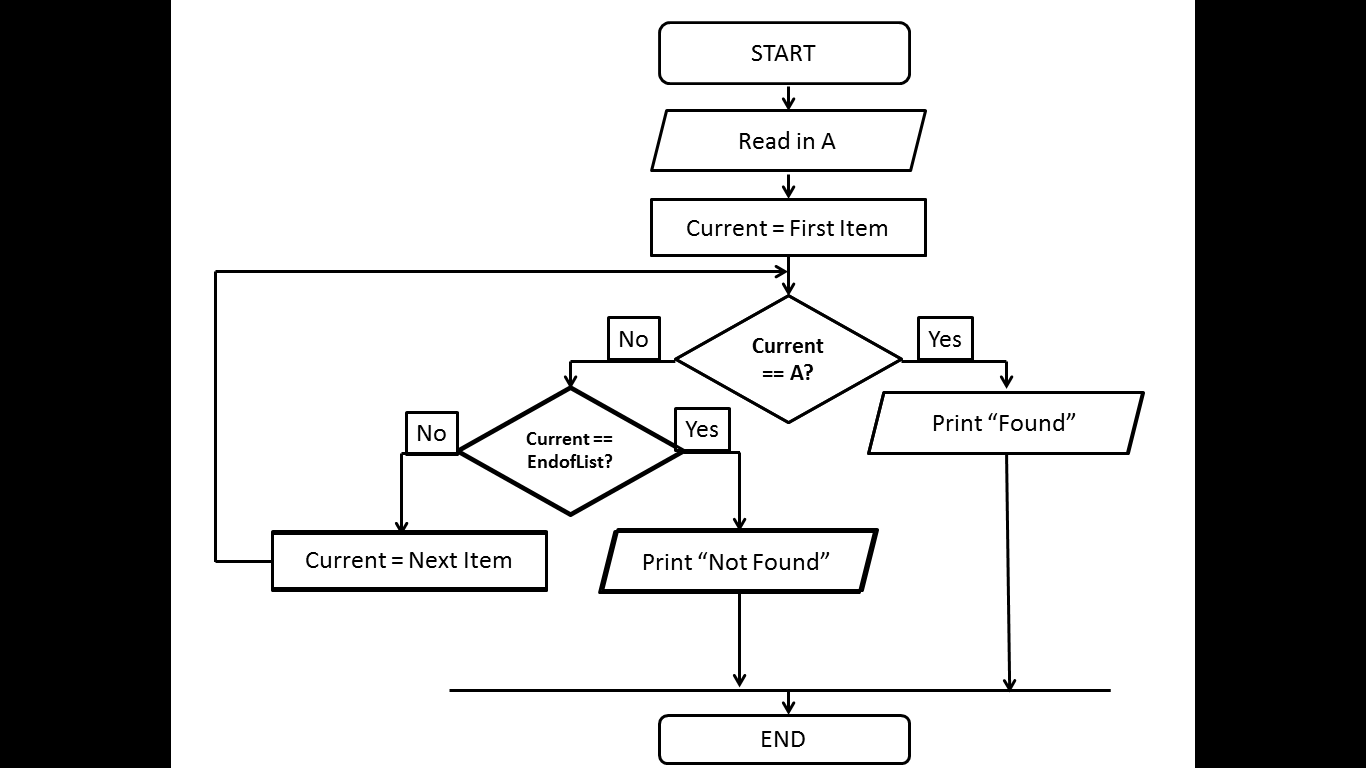 START
Read in A
Current = First Item
No
Yes
Current
== A?
Print “Found”
No
Yes
Current ==
EndofList?
Current = Next Item
Print “Not Found”
END